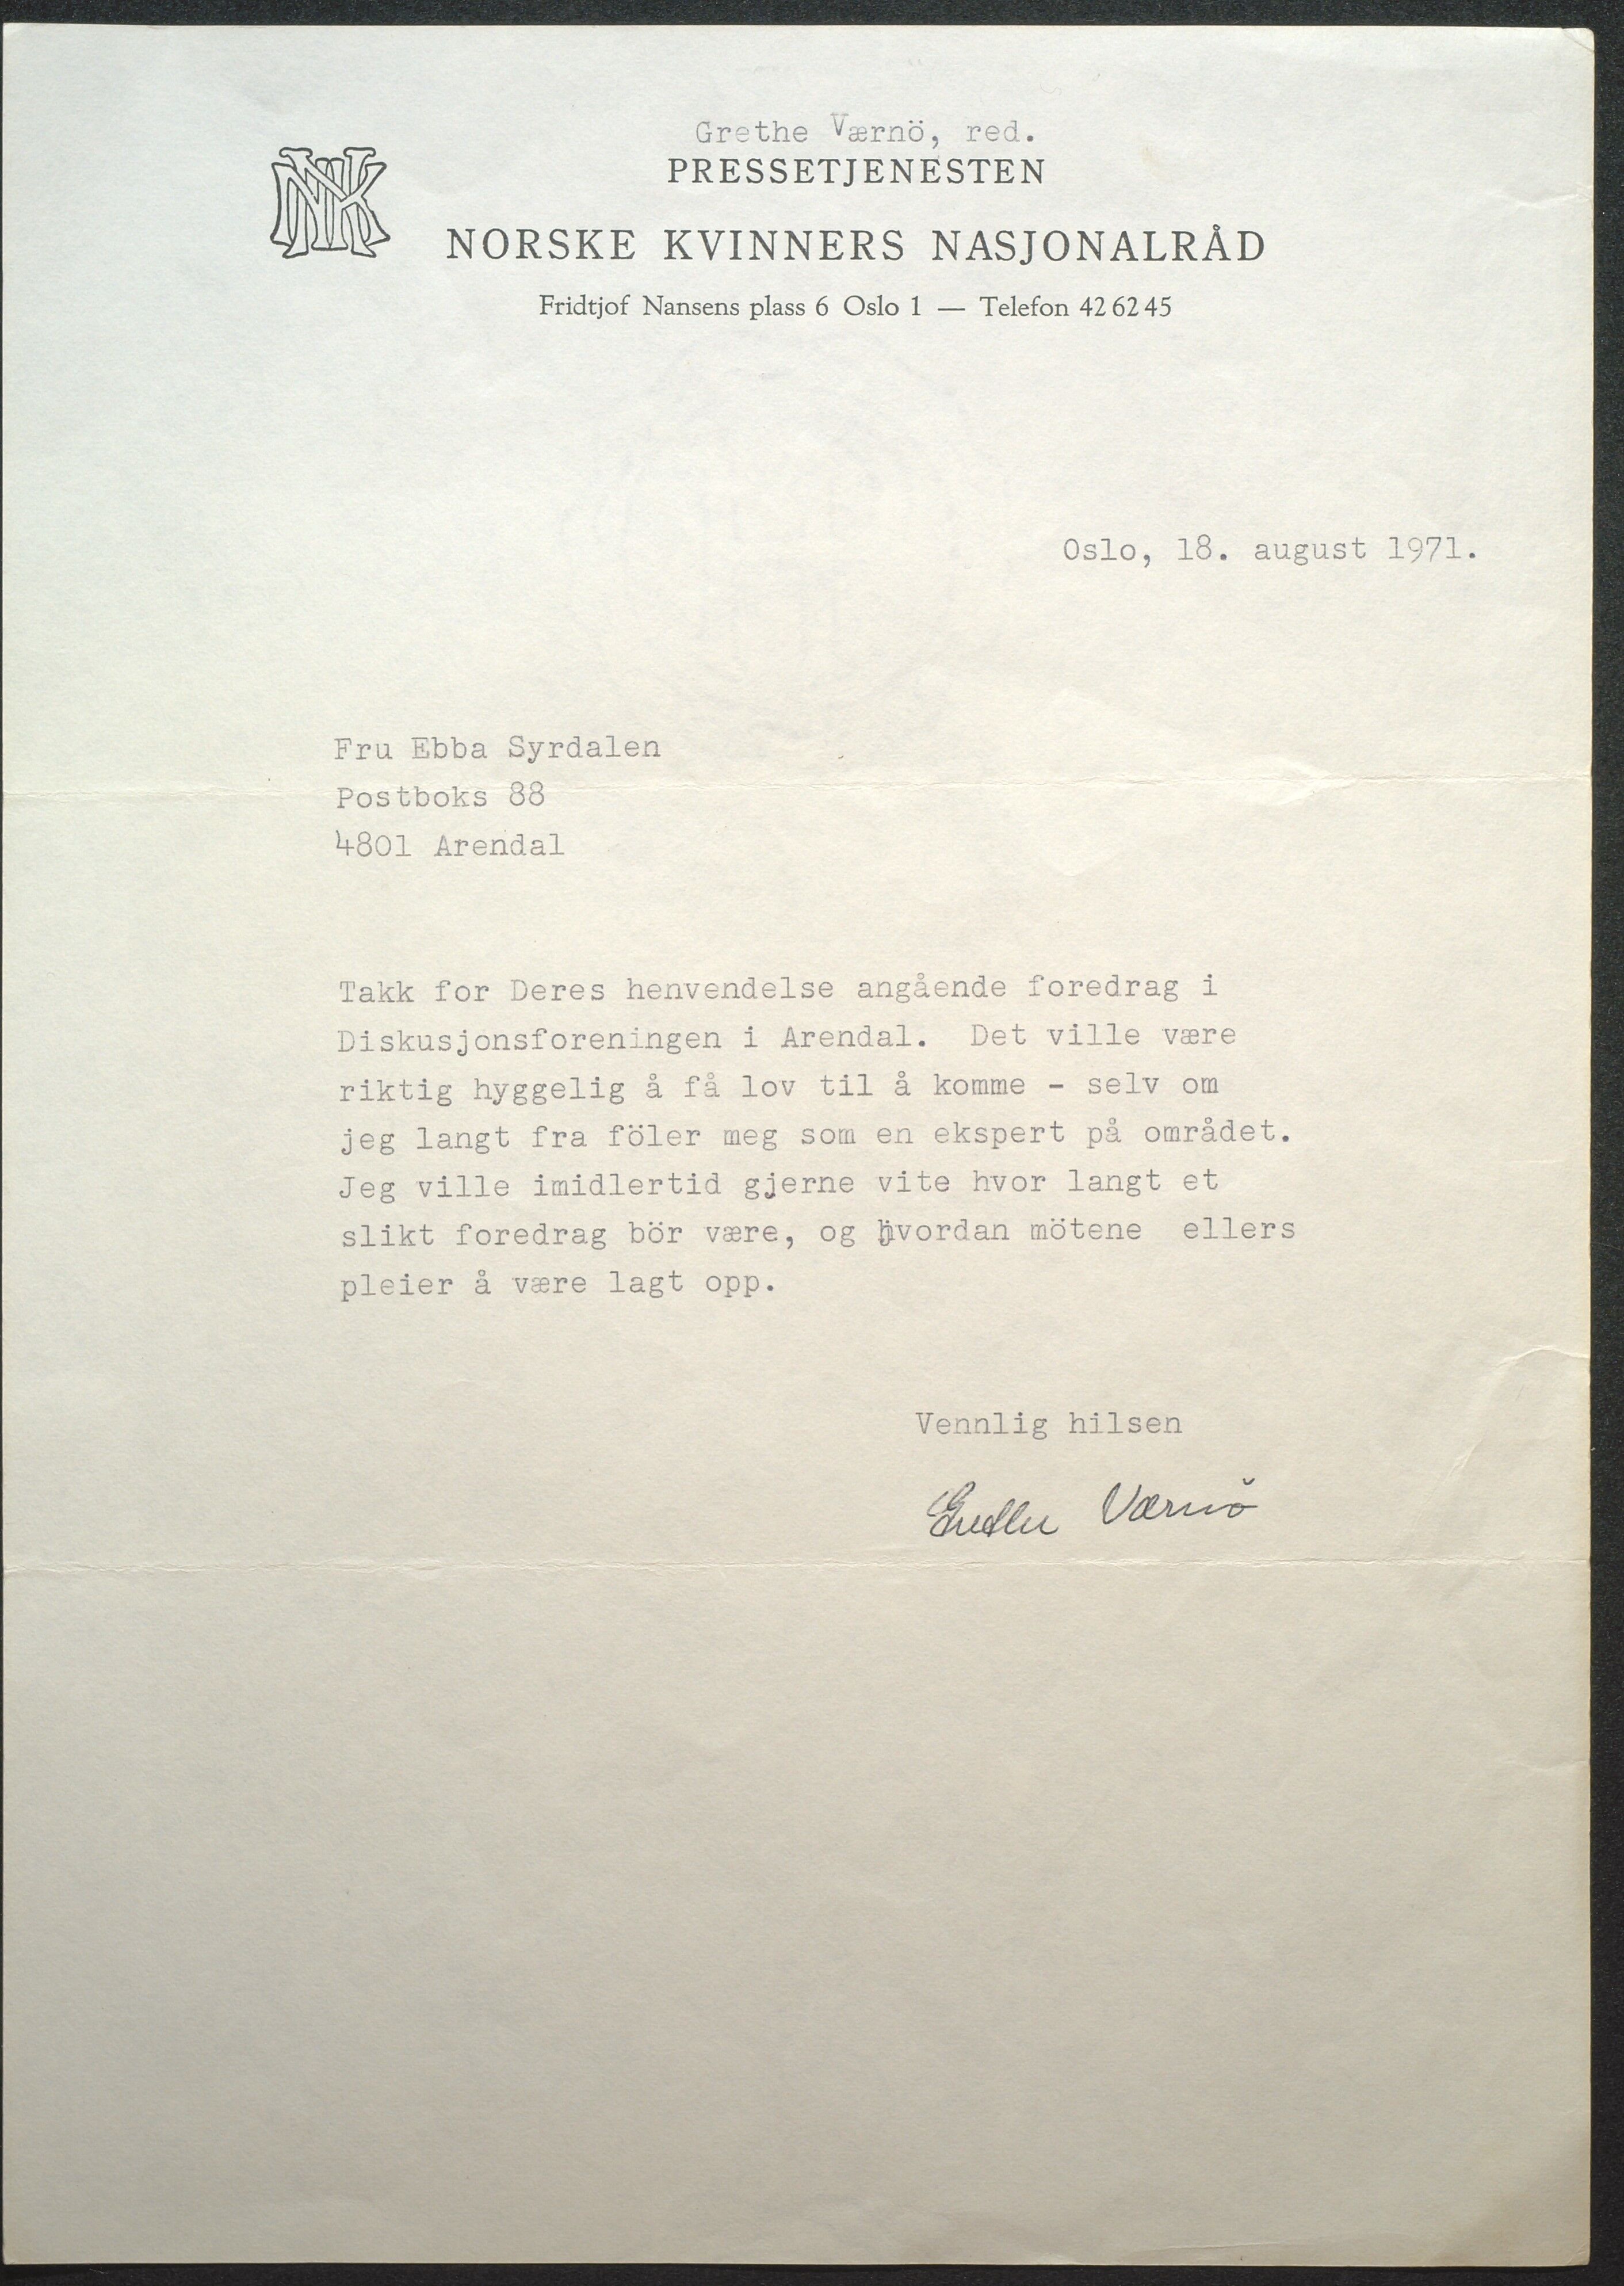 Grethe Værnö, red.
PRESSETJENESTEN
NNK
NORSKE KVINNERS NASJONALRÅD
Fridtjof Nansens plass 6 Oslo 1 — Telefon 42 62 45
Oslo, 18. august 1971.
Fru Ebba Syrdalen
Postboks 88
4801 Arendal
Takk for Deres henvendelse angående foredrag i
Diskusjonsforeningen i Arendal. Det ville være
riktig hyggelig å få lov til å komme - selv om
jeg langt fra föler meg som en ekspert på området.
Jeg ville imidlertid gjerne vite hvor langt et
slikt foredrag bör være, og hvordan mötene ellers
pleier å være lagt opp.
Vennlig hilsen
Grethe Værnö